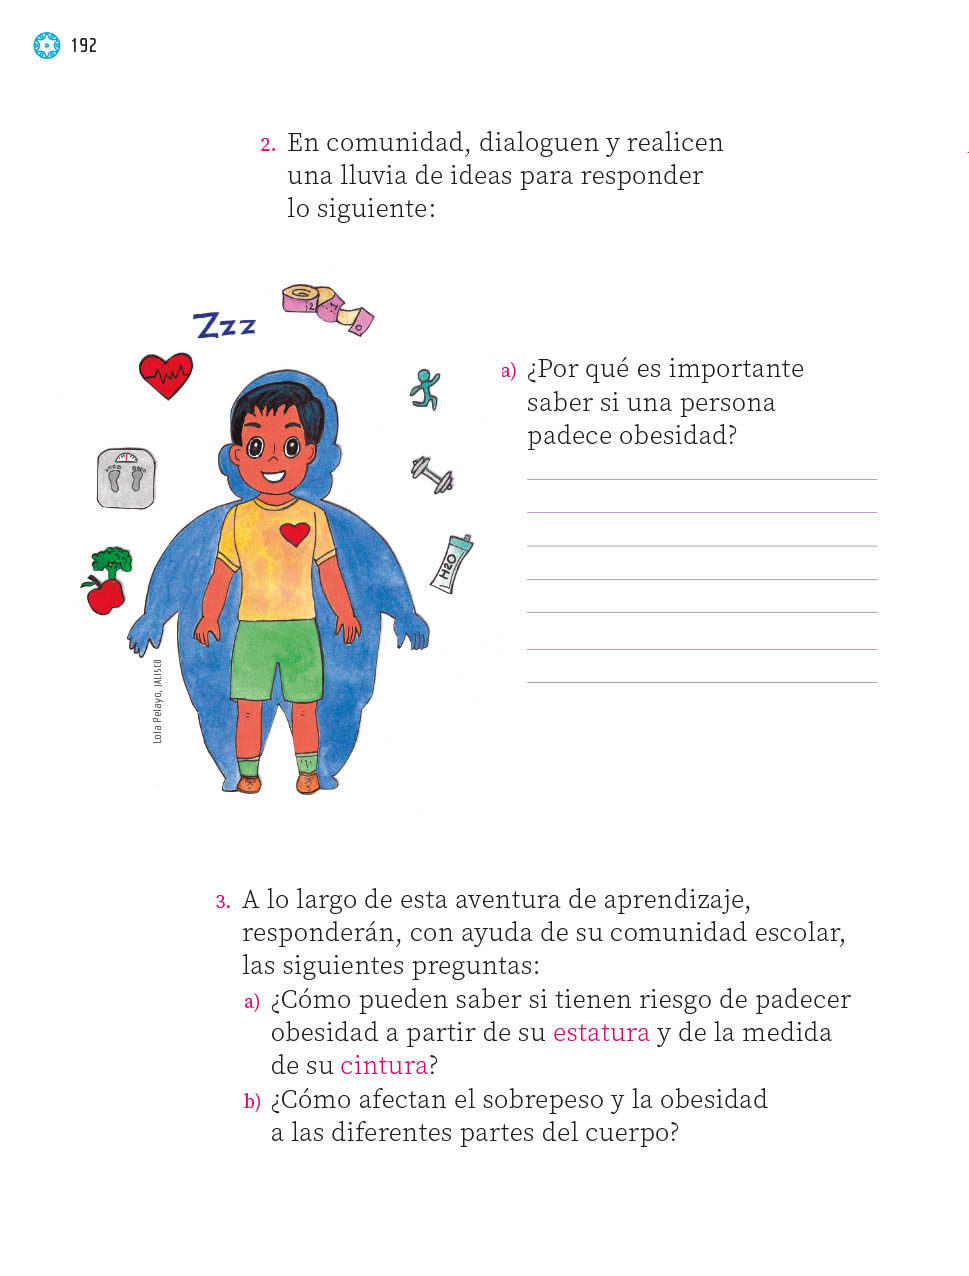 192
2. En comunidad, dialoguen y realicen
una lluvia de ideas para responder
lo siguiente:
Zzz
2 1 0
a) ¿Por qué es importante
saber si una persona
padece obesidad?
H2O
Lola Pelayo, JALISCO
3. A lo largo de esta aventura de aprendizaje,
responderán, con ayuda de su comunidad escolar,
las siguientes preguntas:
a) ¿Cómo pueden saber si tienen riesgo de padecer
obesidad a partir de su estatura y de la medida
de su cintura?
b) ¿Cómo afectan el sobrepeso y la obesidad
a las diferentes partes del cuerpo?